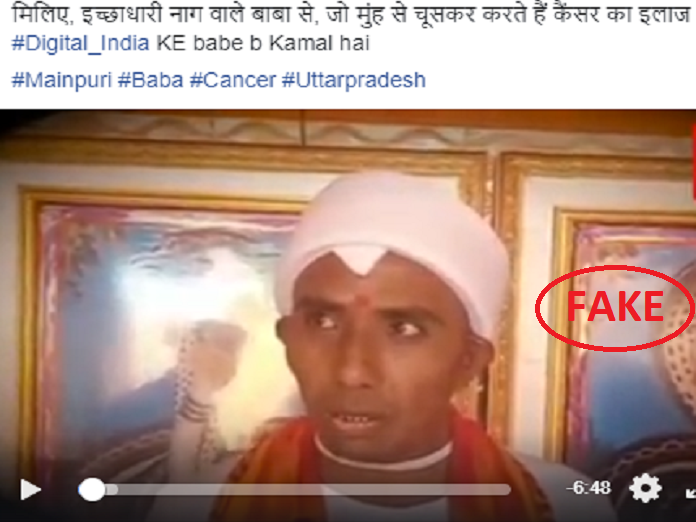 मिलिए, इच्छाधारी नाग वाले बाबा से, जो मुंह से चूसकर करते हैं कैंसर का इलाज
#Digital_India KE babe b Kamal hai
#Mainpuri #Baba #Cancer #Uttarpradesh
FAKE
-6:48